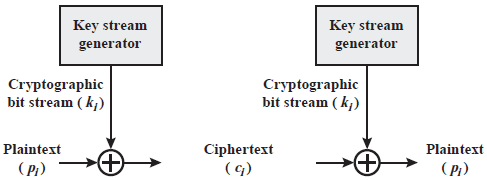 Key stream
generator
Cryptographic
bit stream ( kᵢ)
Plaintext
( pᵢ)
Ciphertext
( cᵢ)
Key stream
generator
Cryptographic
bit stream ( kᵢ)
Plaintext
( pᵢ)